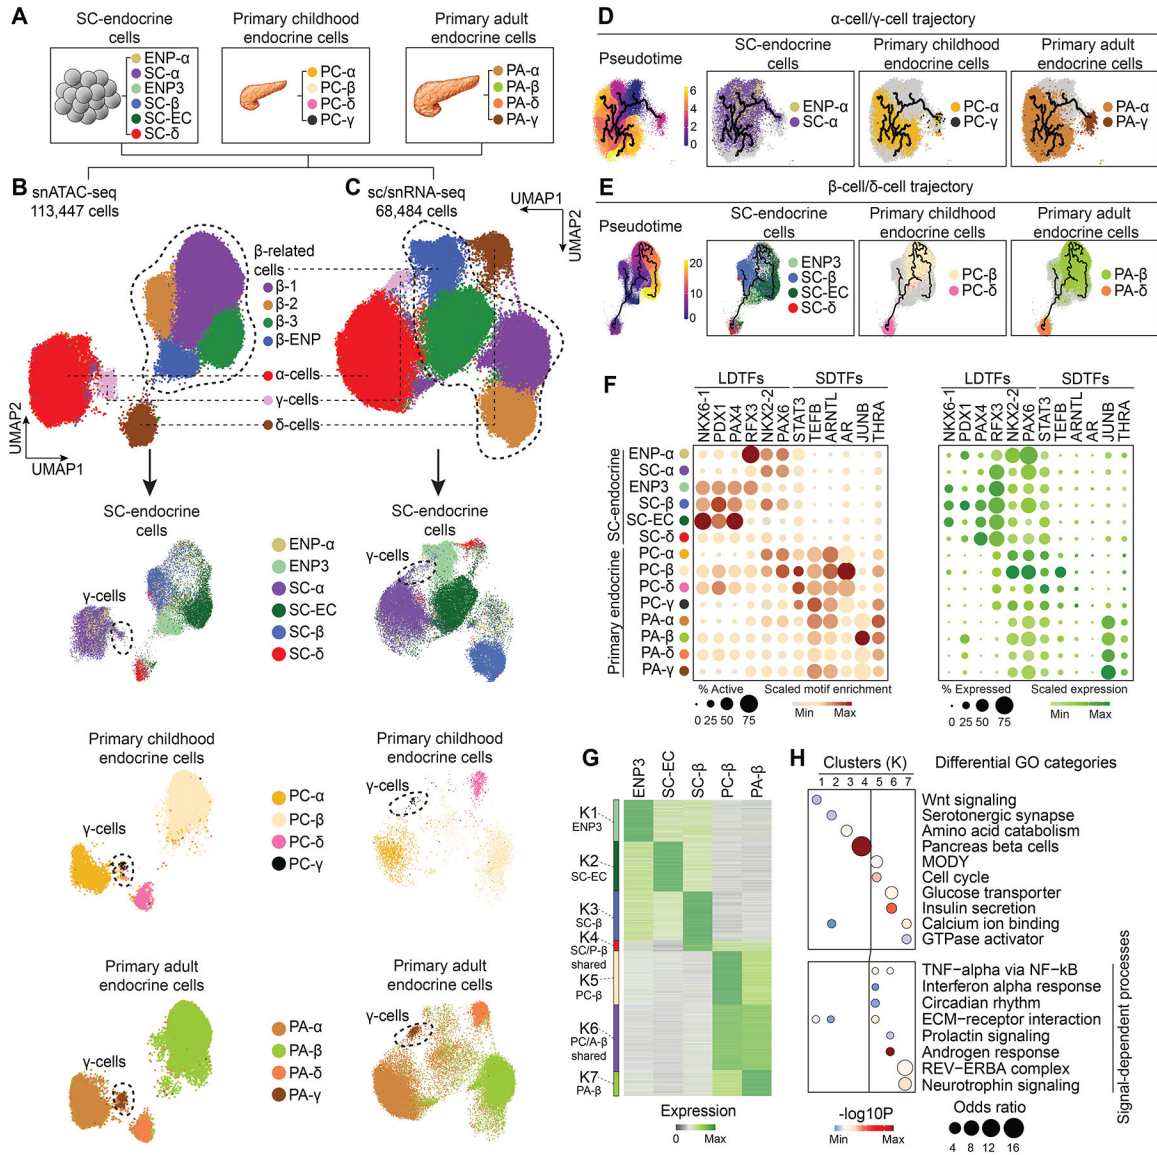 A
SC-endocrine
cells
ENP-α
SC-α
ENP3
SC-β
SC-EC
SC-δ
Primary childhood
endocrine cells
PC-α
PC-β
PC-δ
PC-γ
Primary adult
endocrine cells
PA-α
PA-β
PA-δ
PA-γ
B
snATAC-seq
113,447 cells
β-related
cells
β-1
β-2
β-3
β-ENP
α-cells
γ-cells
δ-cells
UMAP2
UMAP1
C
sc/snRNA-seq
68,484 cells
UMAP1
UMAP2
SC-endocrine
cells
γ-cells
ENP-α
ENP3
SC-α
SC-EC
SC-β
SC-δ
SC-endocrine
cells
γ-cells
Primary childhood
endocrine cells
γ-cells
PC-α
PC-β
PC-δ
PC-γ
γ-cells
Primary adult
endocrine cells
γ-cells
PA-α
PA-β
PA-δ
PA-γ
Primary adult
endocrine cells
γ-cells
D
α-cell/γ-cell trajectory
Pseudotime
6
4
2
0
SC-endocrine
cells
ENP-α
SC-α
Primary childhood
endocrine cells
PC-α
PC-γ
Primary adult
endocrine cells
PA-α
PA-γ
E
β-cell/δ-cell trajectory
Pseudotime
20
10
0
SC-endocrine
cells
ENP3
SC-β
SC-EC
SC-δ
Primary childhood
endocrine cells
PC-β
PC-δ
Primary adult
endocrine cells
PA-β
PA-δ
F
LDTFs
SDTFs
NKX6-1
PDX1
PAX4
RFX3
NKX2-2
PAX6
STAT3
TEFB
ARNTL
AR
JUNB
THRA
LDTFs
SDTFs
NKX6-1
PDX1
PAX4
RFX3
NKX2-2
PAX6
STAT3
TEFB
ARNTL
AR
JUNB
THRA
SC-endocrine
ENP-α
SC-α
ENP3
SC-β
SC-EC
SC-δ
Primary endocrine
PC-α
PC-β
PC-δ
PC-γ
PA-α
PA-β
PA-δ
PA-γ
% Active
0 25 50 75
Scaled motif enrichment
Min Max
% Expressed
0 25 50 75
Scaled expression
Min Max
G
ENP3
SC-EC
SC-β
PC-β
PA-β
K1
ENP3
K2
SC-EC
K3
SC-β
K4
SC/P-β
shared
K5
PC-β
K6
PC/A-β
shared
K7
PA-β
Expression
0 Max
H
Clusters (K)
1 2 3 4 5 6 7
Differential GO categories
Wnt signaling
Serotonergic synapse
Amino acid catabolism
Pancreas beta cells
MODY
Cell cycle
Glucose transporter
Insulin secretion
Calcium ion binding
GTPase activator
TNF-alpha via NF-kB
Interferon alpha response
Circadian rhythm
ECM-receptor interaction
Prolactin signaling
Androgen response
REV-ERBA complex
Neurotrophin signaling
Signal-dependent processes
-log10P
Min Max
Odds ratio
4 8 12 16